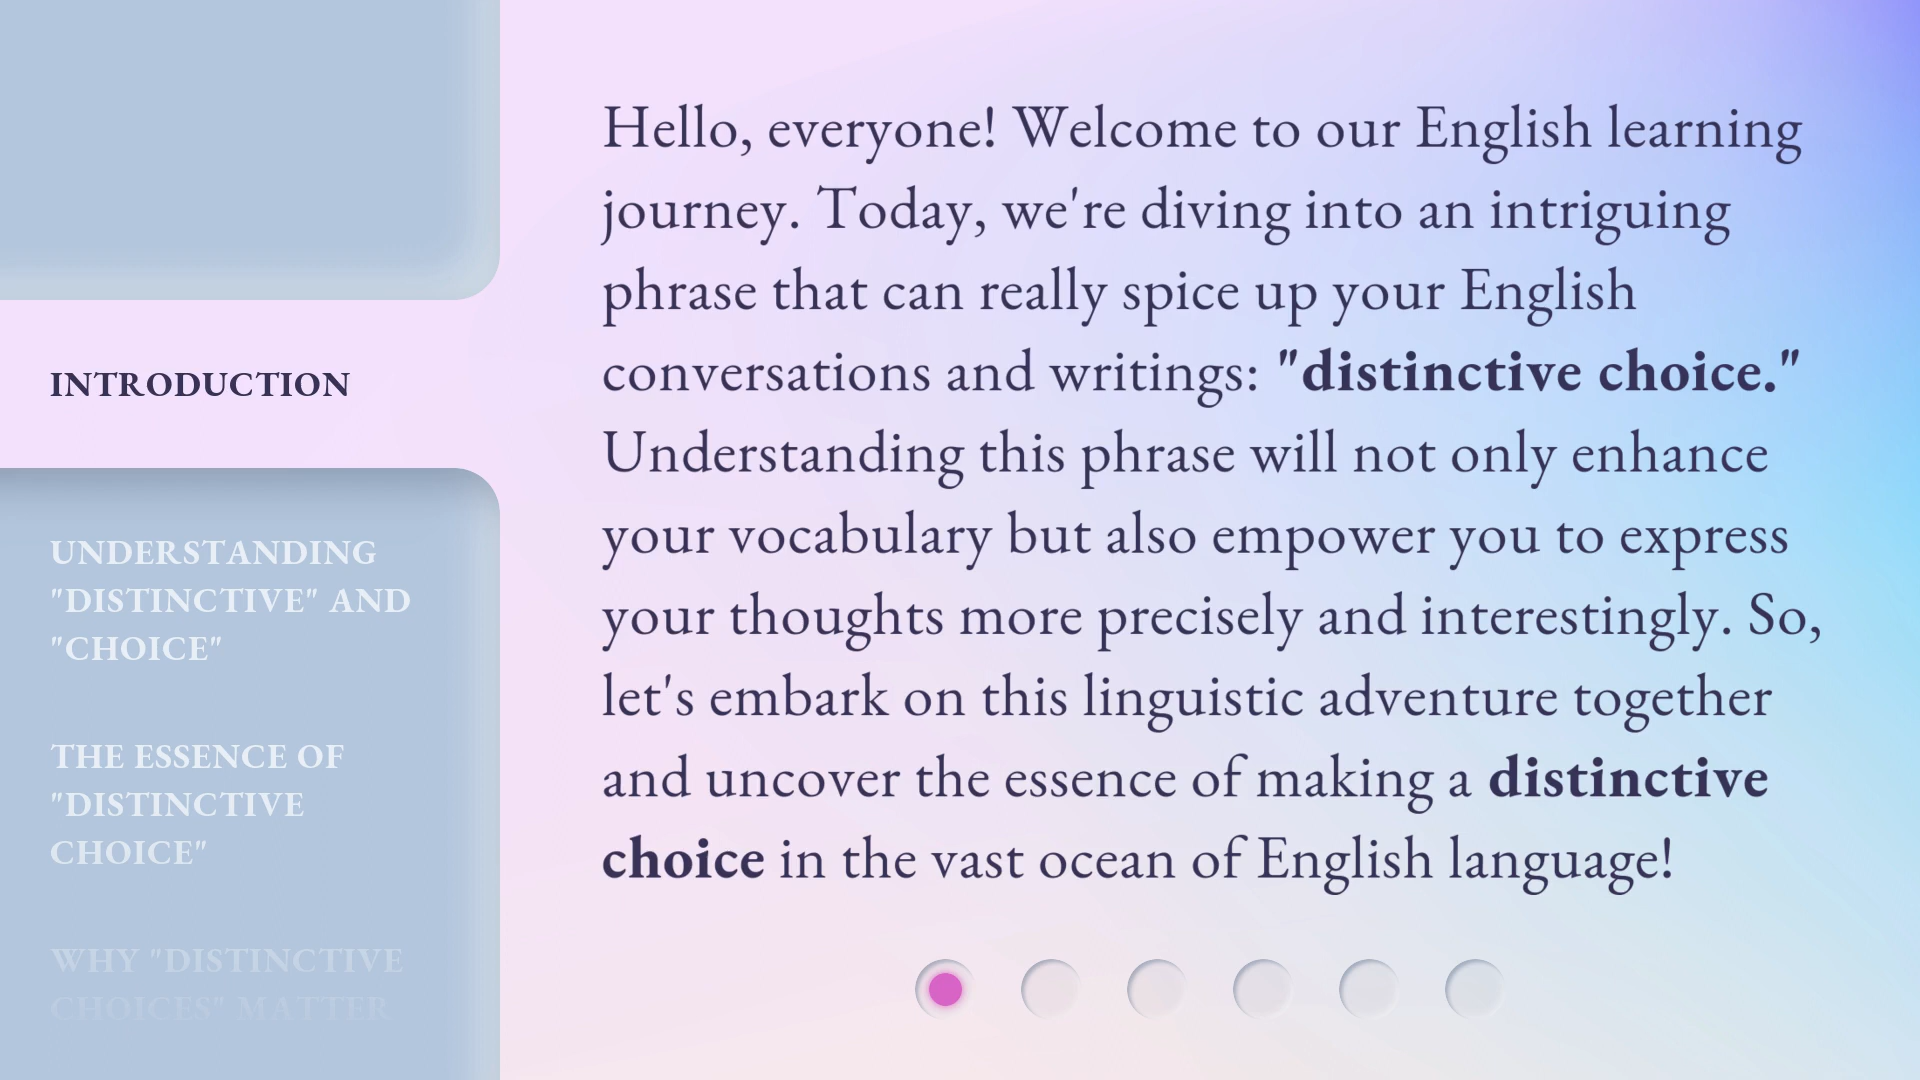 INTRODUCTION
UNDERSTANDING
"DISTINCTIVE" AND
"CHOICE"
THE ESSENCE OF
"DISTINCTIVE
CHOICE"
WHY "DISTINCTIVE
CHOICES" MATTER
Hello, everyone! Welcome to our English learning
journey. Today, we're diving into an intriguing
phrase that can really spice up your English
conversations and writings: "distinctive choice."
Understanding this phrase will not only enhance
your vocabulary but also empower you to express
your thoughts more precisely and interestingly. So,
let's embark on this linguistic adventure together
and uncover the essence of making a distinctive
choice in the vast ocean of English language!